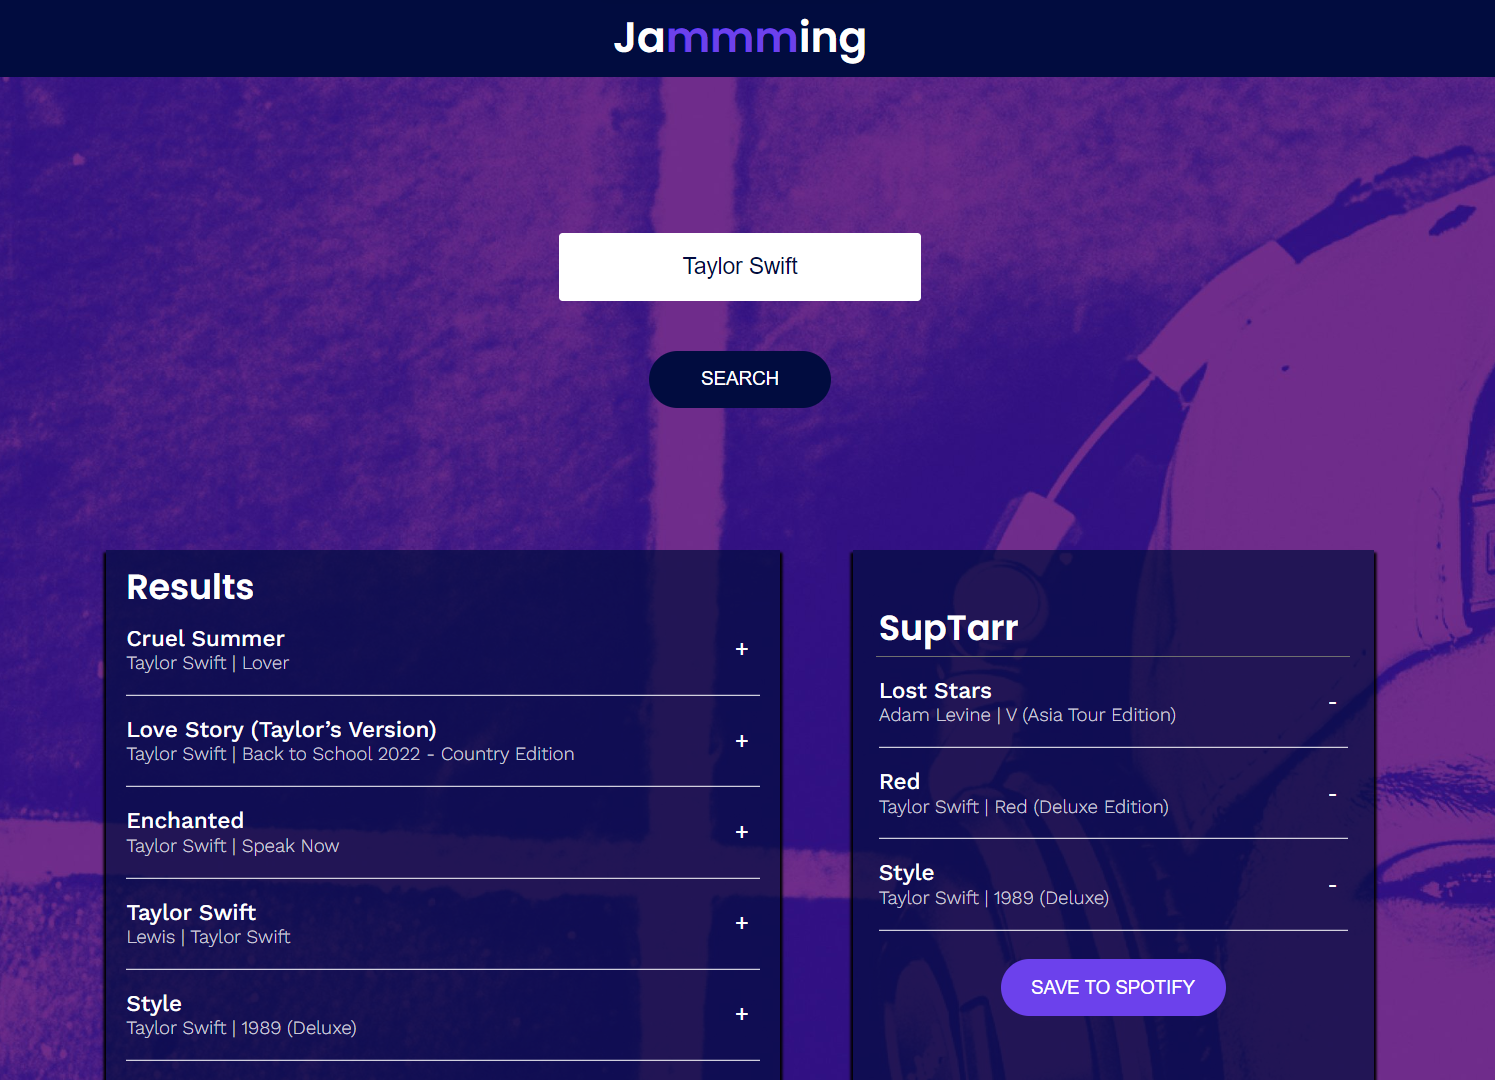 Jammming
Taylor Swift
SEARCH
Results
Cruel Summer
Taylor Swift | Lover
+
Love Story (Taylor’s Version)
Taylor Swift | Back to School 2022 - Country Edition
+
Enchanted
Taylor Swift | Speak Now
+
Taylor Swift
Lewis | Taylor Swift
+
Style
Taylor Swift | 1989 (Deluxe)
+
SupTarr
Lost Stars
Adam Levine | V (Asia Tour Edition)
-
Red
Taylor Swift | Red (Deluxe Edition)
-
Style
Taylor Swift | 1989 (Deluxe)
-
SAVE TO SPOTIFY